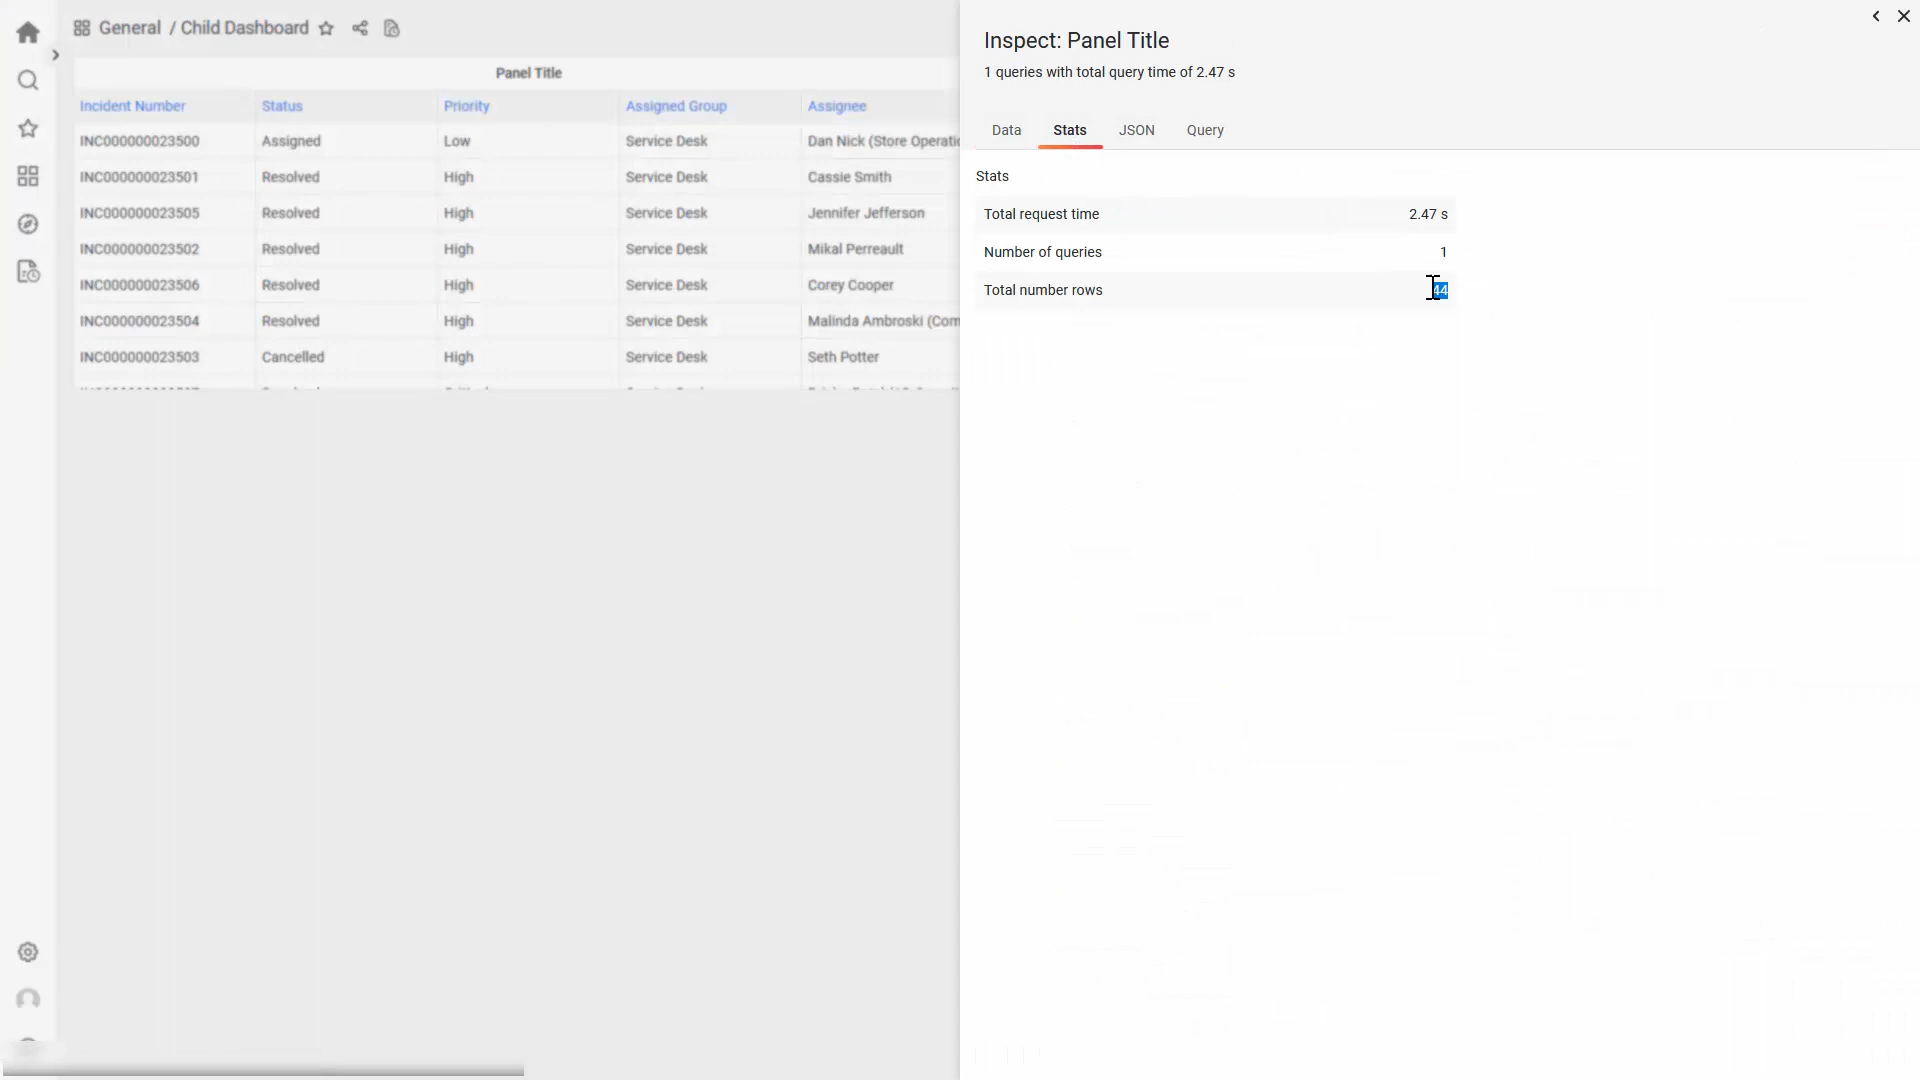 General / Child Dashboard
Panel Title
Incident Number Status Priority Assigned Group Assignee
INC000000023500 Assigned Low Service Desk Dan Nick (Store
INC000000023501 Resolved High Service Desk Cassie Smith
INC000000023505 Resolved High Service Desk Jennifer Jefferson
INC000000023502 Resolved High Service Desk Mikal Perreault
INC000000023506 Resolved High Service Desk Corey Cooper
INC000000023504 Resolved High Service Desk Malinda Ambroski
INC000000023503 Cancelled High Service Desk Seth Potter
Inspect: Panel Title
1 queries with total query time of 2.47 s
Data Stats JSON Query
Stats
Total request time 2.47 s
Number of queries 1
Total number rows 44